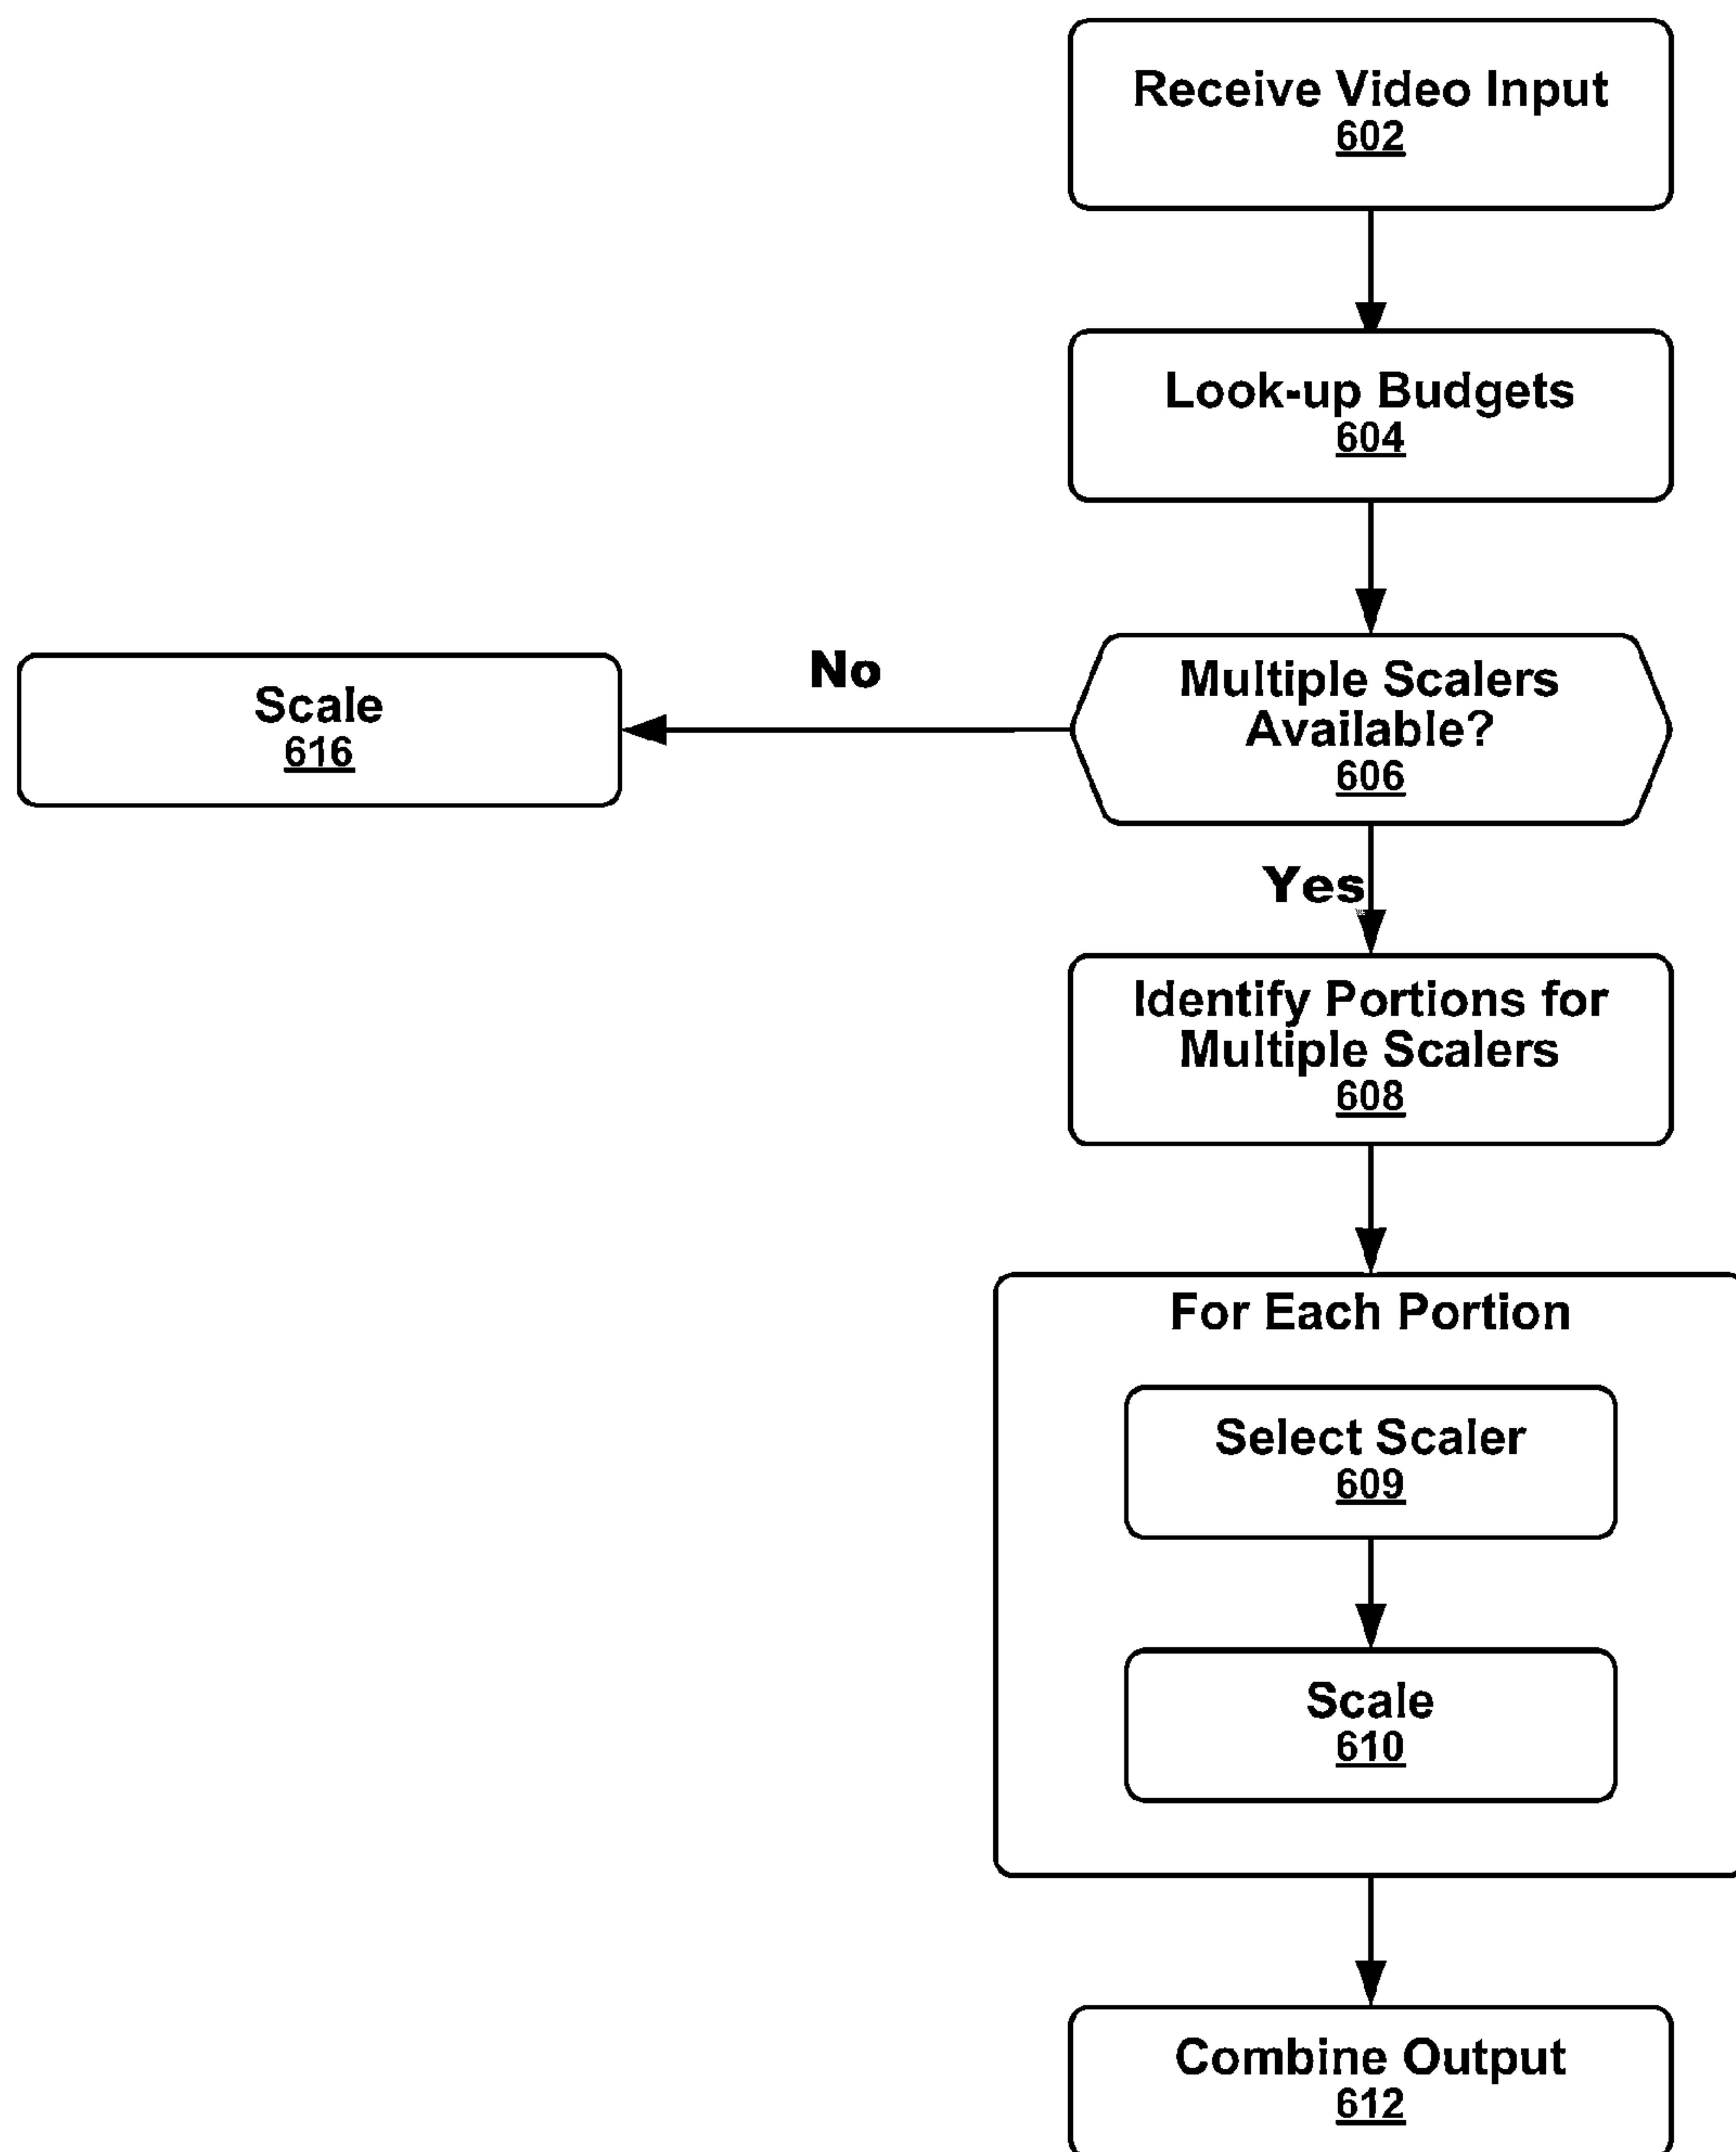 Receive Video Input
602
Look-up Budgets
604
Multiple Scalers
Available?
606
No
Scale
616
Yes
Identify Portions for
Multiple Scalers
608
For Each Portion
Select Scaler
609
Scale
610
Combine Output
612